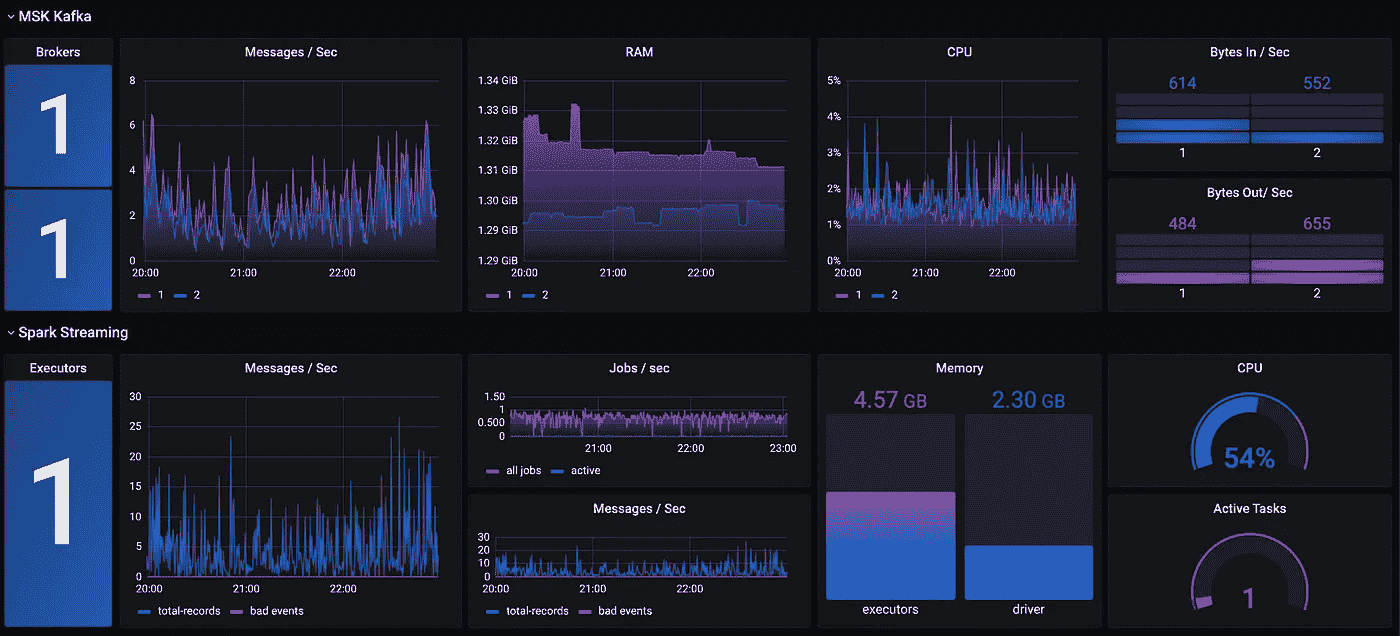 MSK Kafka
Brokers
1
1
Messages / Sec
8
6
4
2
0
20:00 21:00 22:00
1 2
RAM
1.34 GiB
1.33 GiB
1.32 GiB
1.31 GiB
1.30 GiB
1.29 GiB
1.29 GiB
20:00 21:00 22:00
1 2
CPU
5%
4%
3%
2%
1%
0%
20:00 21:00 22:00
1 2
Bytes In / Sec
614 552
1 2
Bytes Out/ Sec
484 655
1 2
Spark Streaming
Executors
1
Messages / Sec
30
25
20
15
10
5
0
20:00 21:00 22:00
total-records bad events
Jobs / sec
1.50
1
0.500
0
21:00 22:00 23:00
all jobs active
Messages / Sec
30
20
10
0
20:00 21:00 22:00
total-records bad events
Memory
4.57 GB 2.30 GB
executors driver
CPU
54%
Active Tasks
1